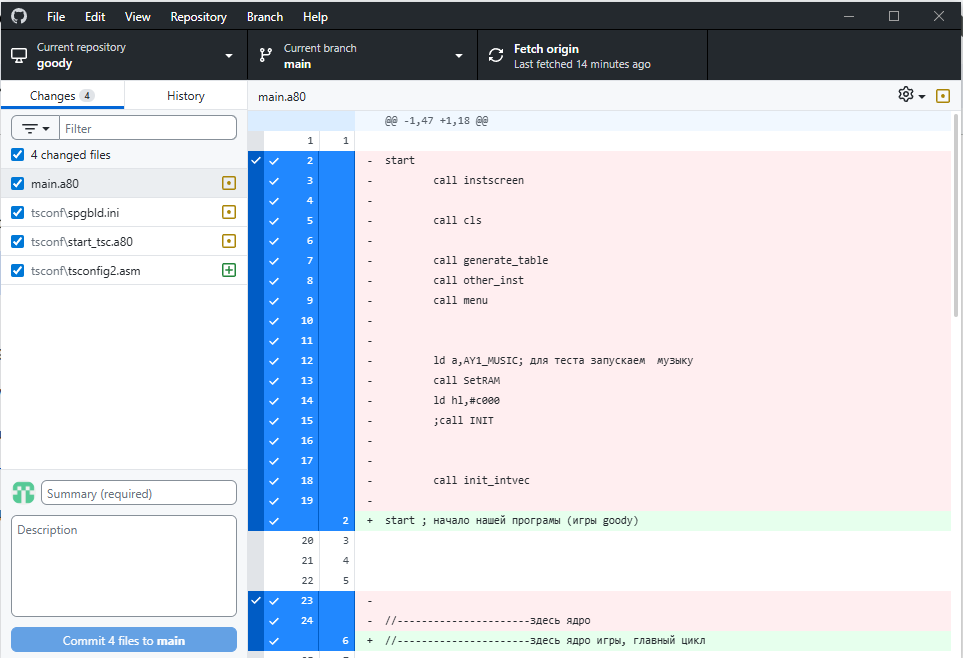 File Edit View Repository Branch Help
Current repository
goody
Current branch
main
Fetch origin
Last fetched 14 minutes ago
Changes 4 History
Filter
4 changed files
main.a80
tsconf\spgbld.ini
tsconf\start_tsc.a80
tsconf\tsconfig2.asm
Summary (required)
Description
Commit 4 files to main
main.a80
@@ -1,47 +1,18 @@
1 1
2 - start
3 - call instscreen
4 -
5 - call cls
6 -
7 - call generate_table
8 - call other_inst
9 - call menu
10 -
11 -
12 - ld a,AY1_MUSIC; для теста запускаем  музыку
13 - call SetRAM
14 - ld hl,#c000
15 - ;call INIT
16 -
17 -
18 - call init_intvec
19 -
2 + start ; начало нашей програмы (игры goody)
20 3
21 4
22 5
23 -
24 - //----------------------здесь ядро
6 + //----------------------здесь ядро игры, главный цикл